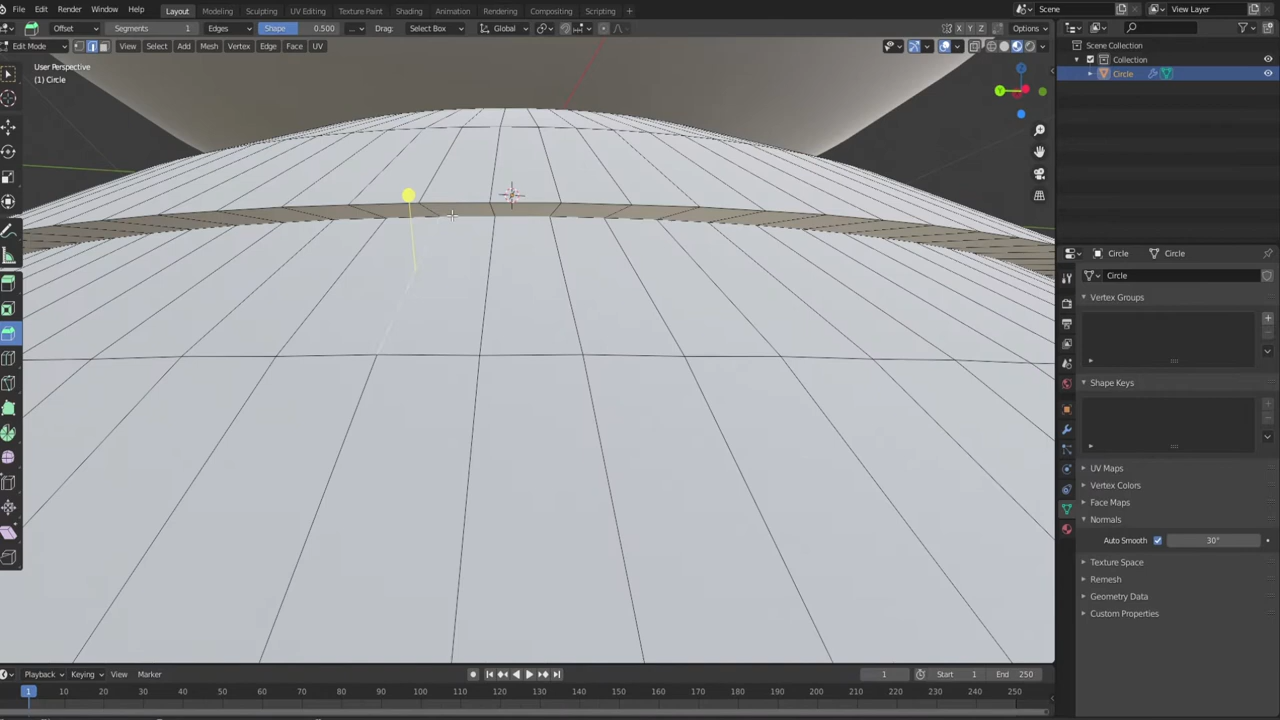 File Edit Render Window Help Layout Modeling Sculpting UV Editing Texture Paint Shading Animation Rendering Compositing Scripting + Scene View Layer
Offset Segments 1 Edges Shape 0.500 ... Drag: Select Box Global X Y Z Options
Edit Mode View Select Add Mesh Vertex Edge Face UV
User Perspective
(1) Circle
Z
Y
Scene Collection
Collection
Circle
Circle Circle
Circle
Vertex Groups
Shape Keys
UV Maps
Vertex Colors
Face Maps
Normals
Auto Smooth 30°
Texture Space
Remesh
Geometry Data
Custom Properties
Playback Keying View Marker 1 Start 1 End 250
1 10 20 30 40 50 60 70 80 90 100 110 120 130 140 150 160 170 180 190 200 210 220 230 240 250